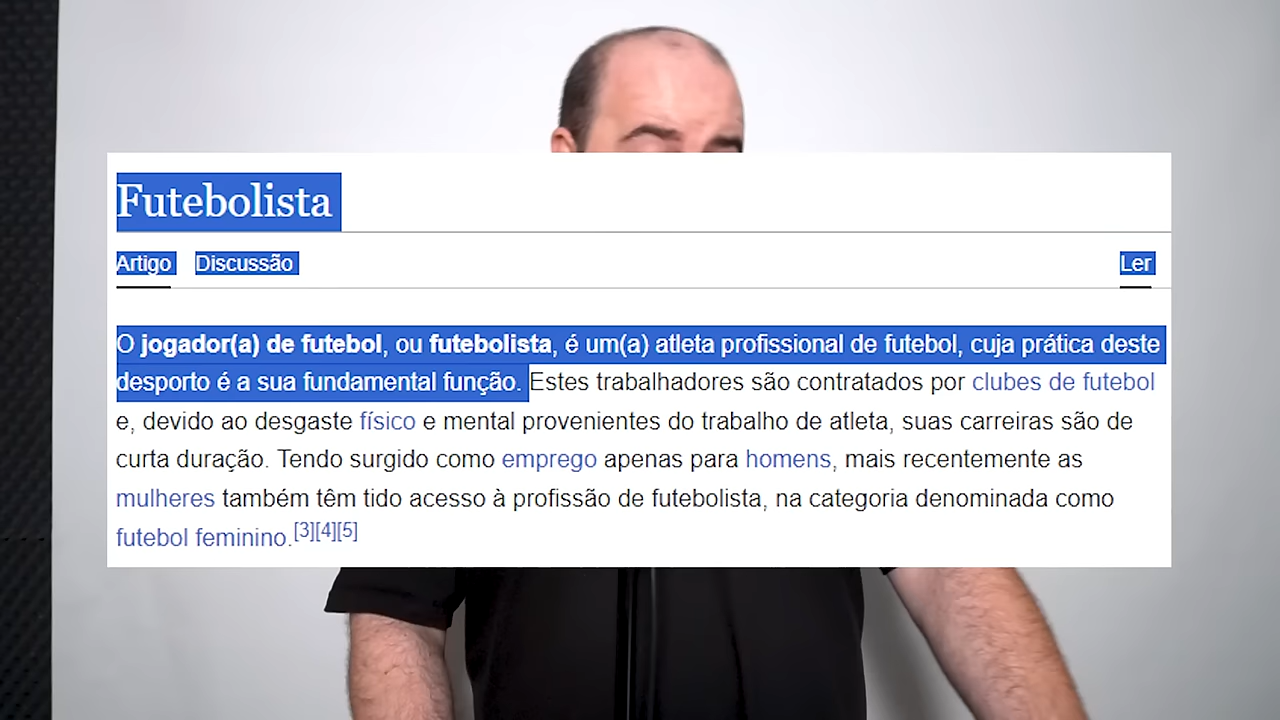 Futebolista
Artigo Discussão Ler
O jogador(a) de futebol, ou futebolista, é um(a) atleta profissional de futebol, cuja prática deste
desporto é a sua fundamental função. Estes trabalhadores são contratados por clubes de futebol
e, devido ao desgaste físico e mental provenientes do trabalho de atleta, suas carreiras são de
curta duração. Tendo surgido como emprego apenas para homens, mais recentemente as
mulheres também têm tido acesso à profissão de futebolista, na categoria denominada como
futebol feminino.[3][4][5]